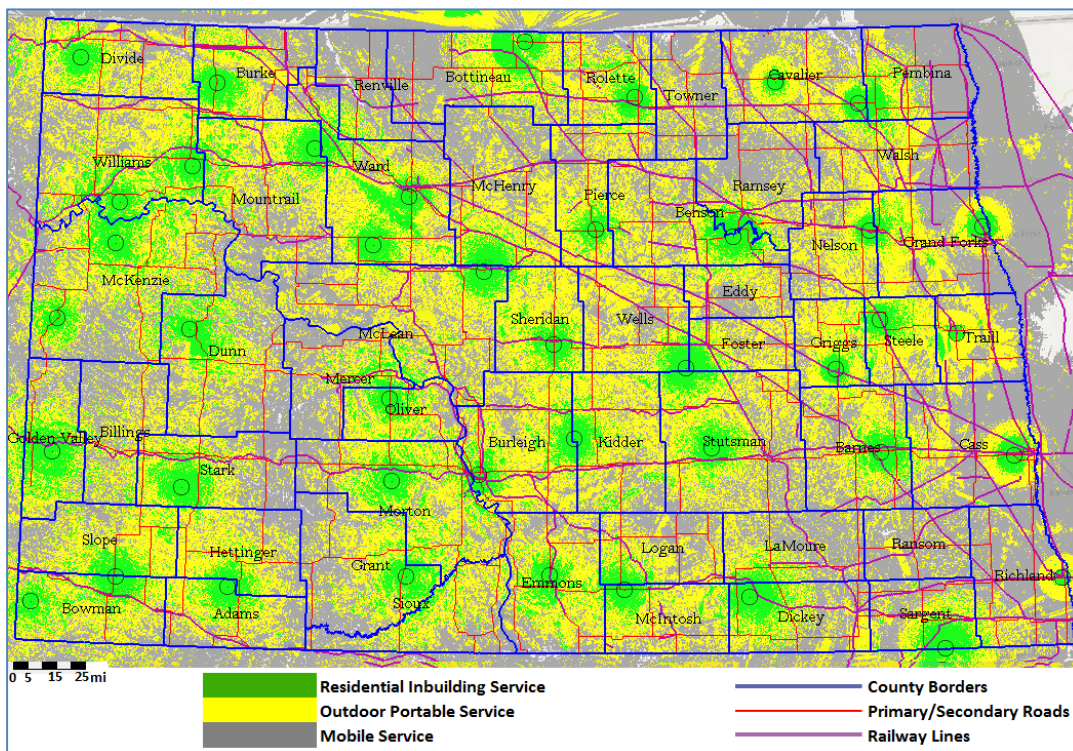 Divide
Burke
Renville
Bottineau
Rolette
Towner
Cavalier
Pembina
Williams
Mountrail
Ward
McHenry
Pierce
Benson
Ramsey
Walsh
Nelson
Grand Forks
McKenzie
Dunn
McLean
Sheridan
Wells
Eddy
Foster
Griggs
Steele
Traill
Mercer
Oliver
Golden Valley
Billings
Stark
Burleigh
Kidder
Stutsman
Barnes
Cass
Morton
Slope
Hettinger
Grant
Sioux
Emmons
Logan
LaMoure
Ransom
Richland
Bowman
Adams
McIntosh
Dickey
Sargent
0 5 15 25 mi
Residential Inbuilding Service
Outdoor Portable Service
Mobile Service
County Borders
Primary/Secondary Roads
Railway Lines